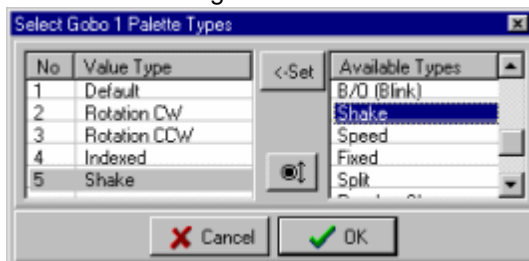 Select Gobo 1 Palette Types
No Value Type
1 Default
2 Rotation CW
3 Rotation CCW
4 Indexed
5 Shake
<-Set
Available Types
B/O (Blink)
Shake
Speed
Fixed
Split
Cancel
OK